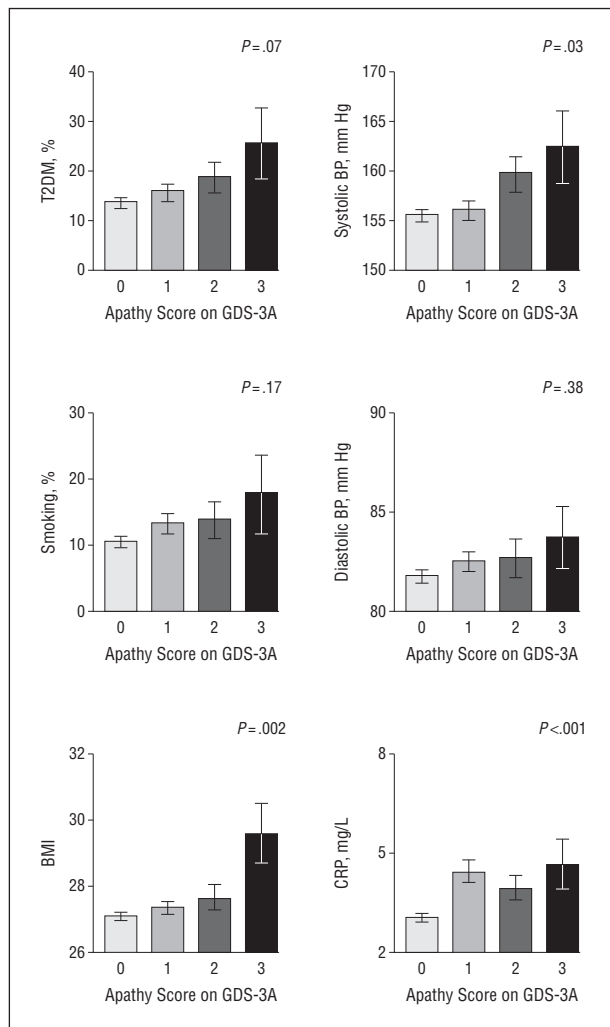 P=.07
T2DM, %
40
30
20
10
0
0 1 2 3
Apathy Score on GDS-3A
P=.03
Systolic BP, mm Hg
170
165
160
155
150
0 1 2 3
Apathy Score on GDS-3A
P=.17
Smoking, %
30
20
10
0
0 1 2 3
Apathy Score on GDS-3A
P=.38
Diastolic BP, mm Hg
90
85
80
0 1 2 3
Apathy Score on GDS-3A
P=.002
BMI
32
30
28
26
0 1 2 3
Apathy Score on GDS-3A
P<.001
CRP, mg/L
8
5
2
0 1 2 3
Apathy Score on GDS-3A